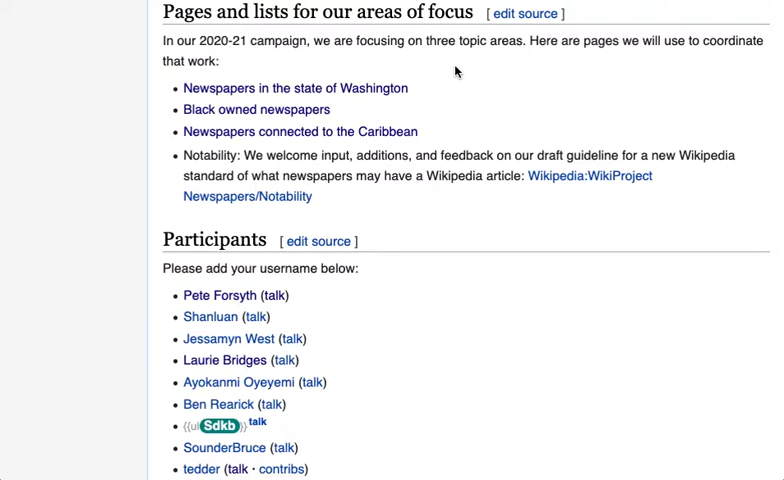 Pages and lists for our areas of focus [ edit source ]
In our 2020-21 campaign, we are focusing on three topic areas. Here are pages we will use to coordinate
that work:
• Newspapers in the state of Washington
• Black owned newspapers
• Newspapers connected to the Caribbean
• Notability: We welcome input, additions, and feedback on our draft guideline for a new Wikipedia
standard of what newspapers may have a Wikipedia article: Wikipedia:WikiProject
Newspapers/Notability
Participants [ edit source ]
Please add your username below:
• Pete Forsyth (talk)
• Shanluan (talk)
• Jessamyn West (talk)
• Laurie Bridges (talk)
• Ayokanmi Oyeyemi (talk)
• Ben Rearick (talk)
• {{u|Sdkb}} talk
• SounderBruce (talk)
• tedder (talk · contribs)